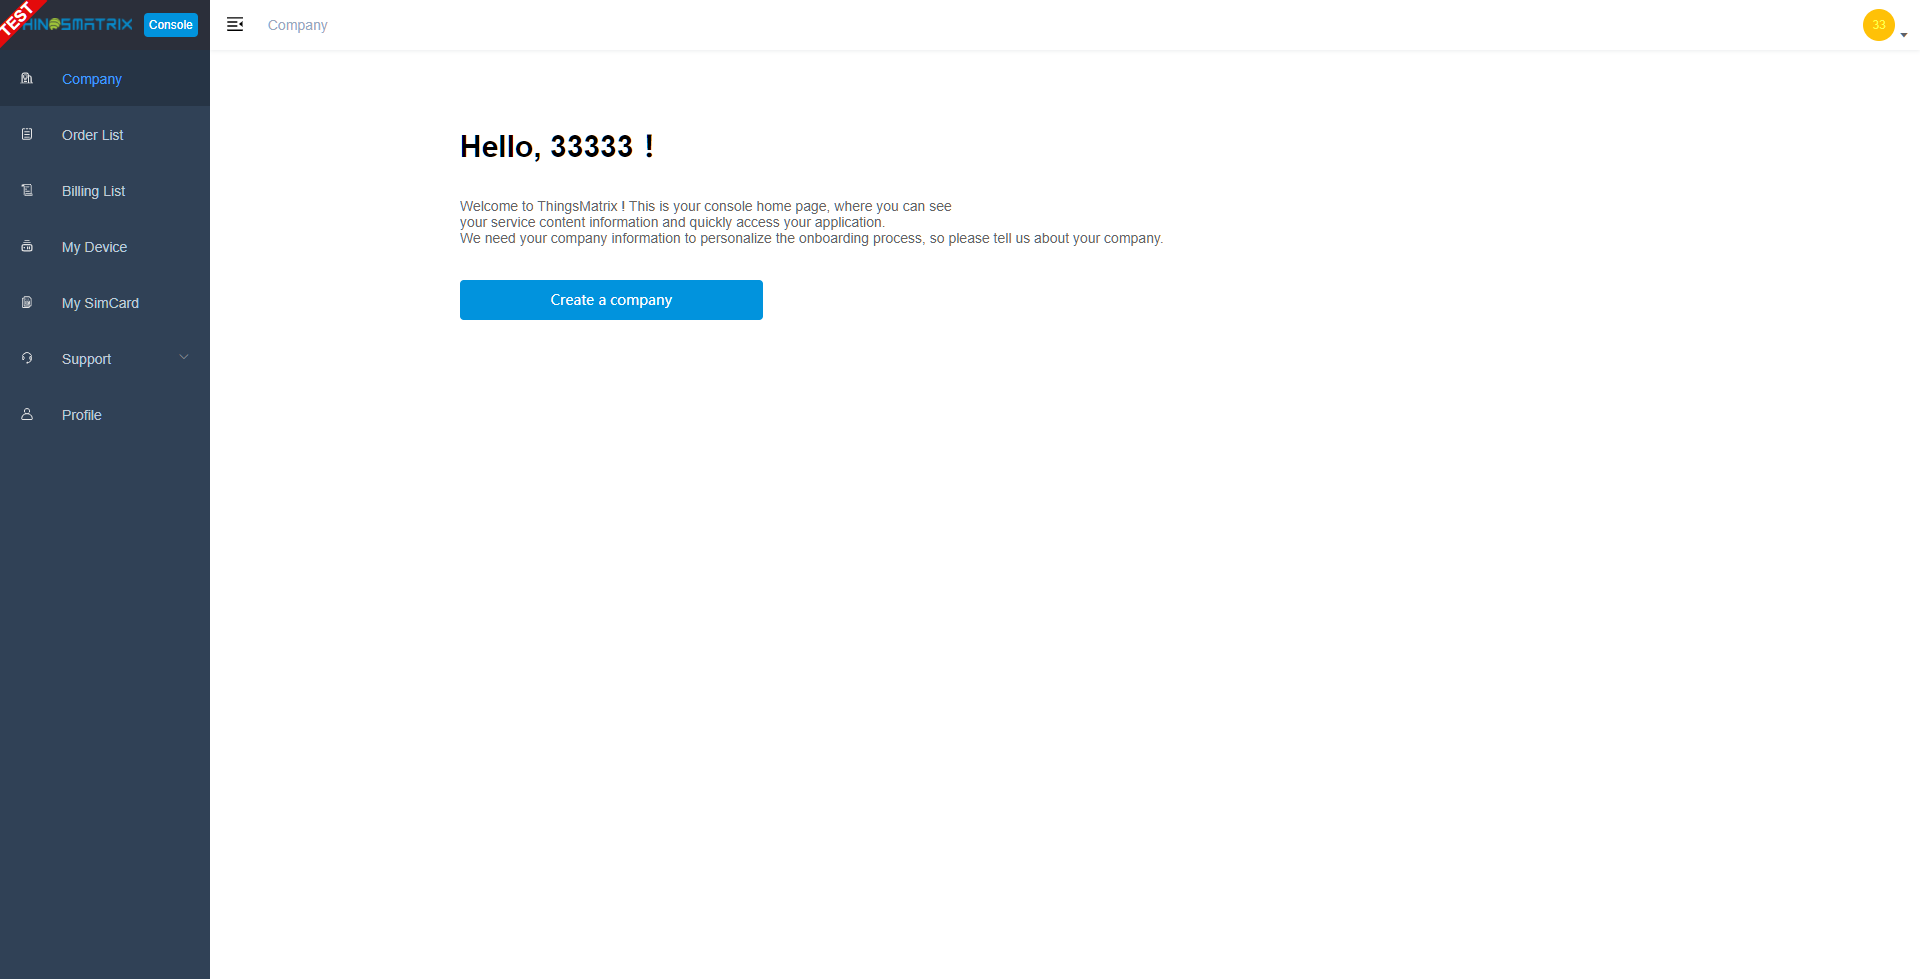 TEST
THINGSMATRIX
Console
Company
33
Company
Order List
Billing List
My Device
My SimCard
Support
Profile
Hello, 33333 !
Welcome to ThingsMatrix ! This is your console home page, where you can see
your service content information and quickly access your application.
We need your company information to personalize the onboarding process, so please tell us about your company.
Create a company